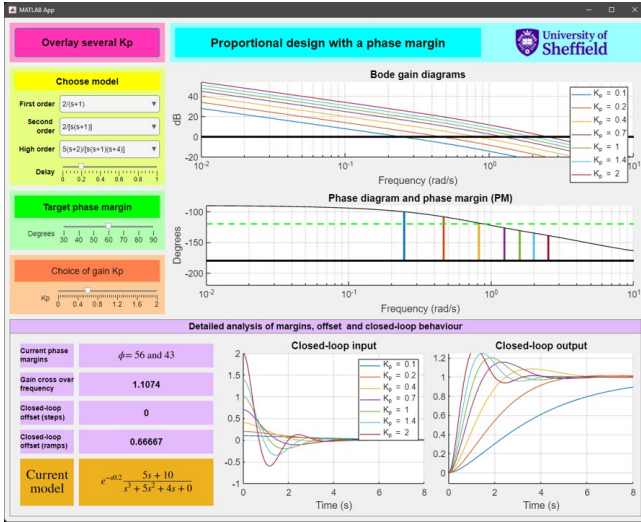 MATLAB App
Overlay several Kp
Proportional design with a phase margin
University of
Sheffield
Choose model
First order 2/(s+1)
Second
order 2/[s(s+1)]
High order 5(s+2)/[s(s+1)(s+4)]
Delay
0 0.2 0.4 0.6 0.8 1
Target phase margin
Degrees
30 40 50 60 70 80 90
Choice of gain Kp
Kp
0 0.4 0.8 1.2 1.6 2
Bode gain diagrams
dB
40
20
0
-20
10-2 10-1 100 101
Frequency (rad/s)
Kp = 0.1
Kp = 0.2
Kp = 0.4
Kp = 0.7
Kp = 1
Kp = 1.4
Kp = 2
Phase diagram and phase margin (PM)
Degrees
-100
-150
-200
10-2 10-1 100 101
Frequency (rad/s)
Detailed analysis of margins, offset and closed-loop behaviour
Current phase
margins
ϕ= 56 and 43
Gain cross over
frequency
1.1074
Closed-loop
offset (steps)
0
Closed-loop
offset (ramps)
0.66667
Current
model
e−s0.2 5s + 10
s3 + 5s2 + 4s + 0
Closed-loop input
2
1.5
1
0.5
0
-0.5
-1
0 2 4 6 8
Time (s)
Kp = 0.1
Kp = 0.2
Kp = 0.4
Kp = 0.7
Kp = 1
Kp = 1.4
Kp = 2
Closed-loop output
1.2
1
0.8
0.6
0.4
0.2
0
0 2 4 6 8
Time (s)